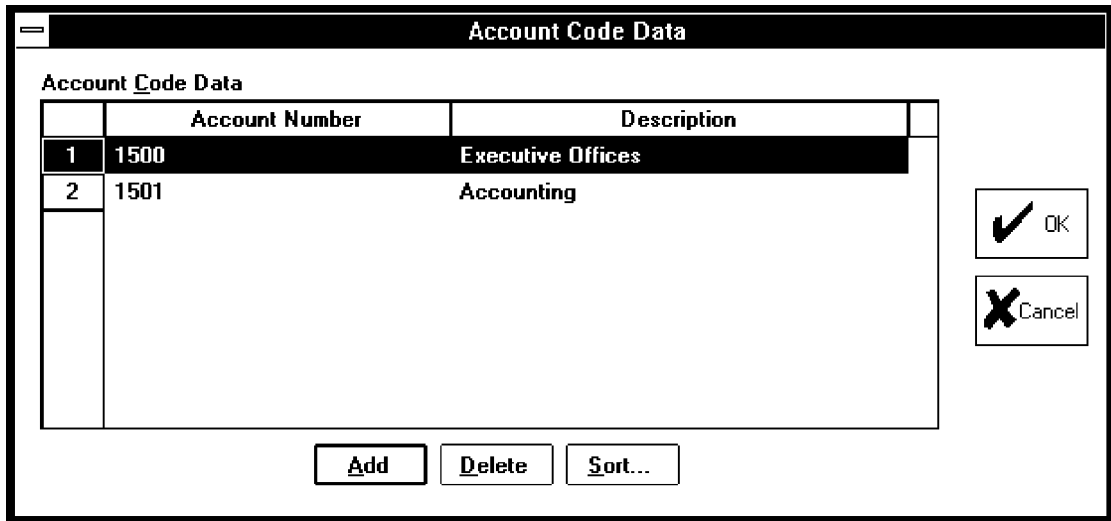 Account Code Data
Account Code Data
Account Number Description
1 1500 Executive Offices
2 1501 Accounting
OK
Cancel
Add Delete Sort...